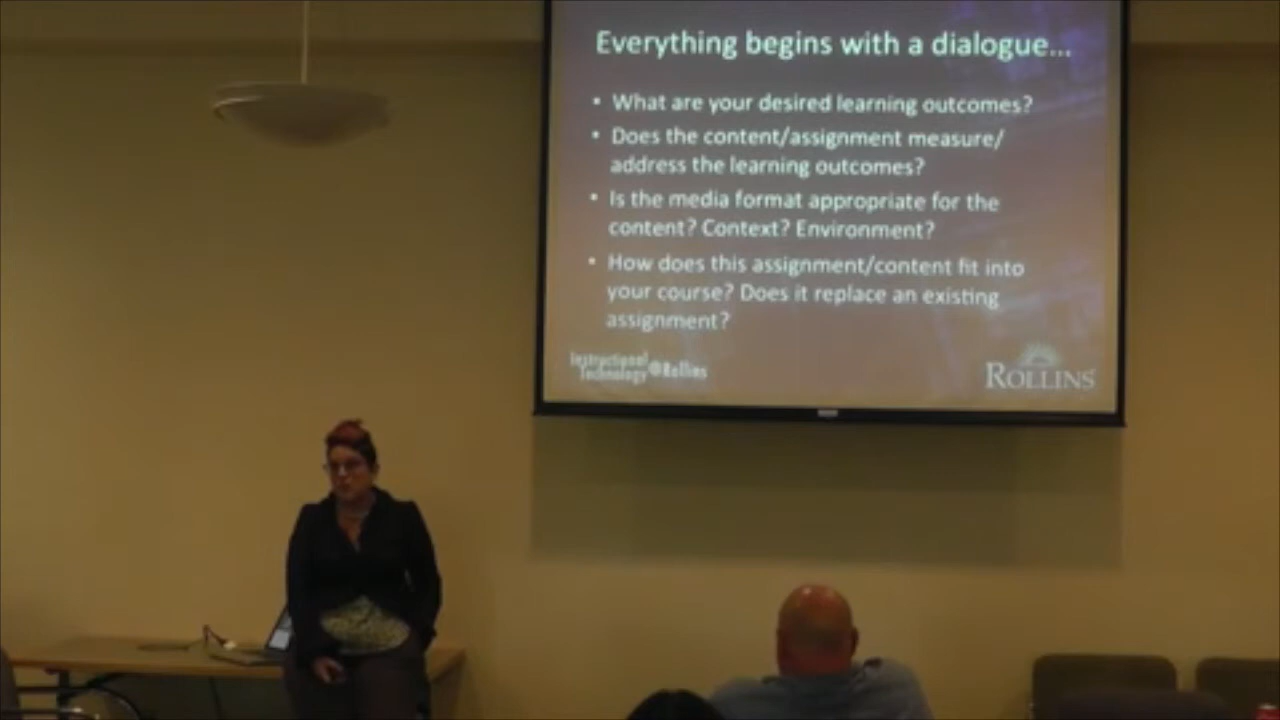 Everything begins with a dialogue...
• What are your desired learning outcomes?
• Does the content/assignment measure/
address the learning outcomes?
• Is the media format appropriate for the
content? Context? Environment?
• How does this assignment/content fit into
your course? Does it replace an existing
assignment?
Instructional
Technology @Rollins
ROLLINS